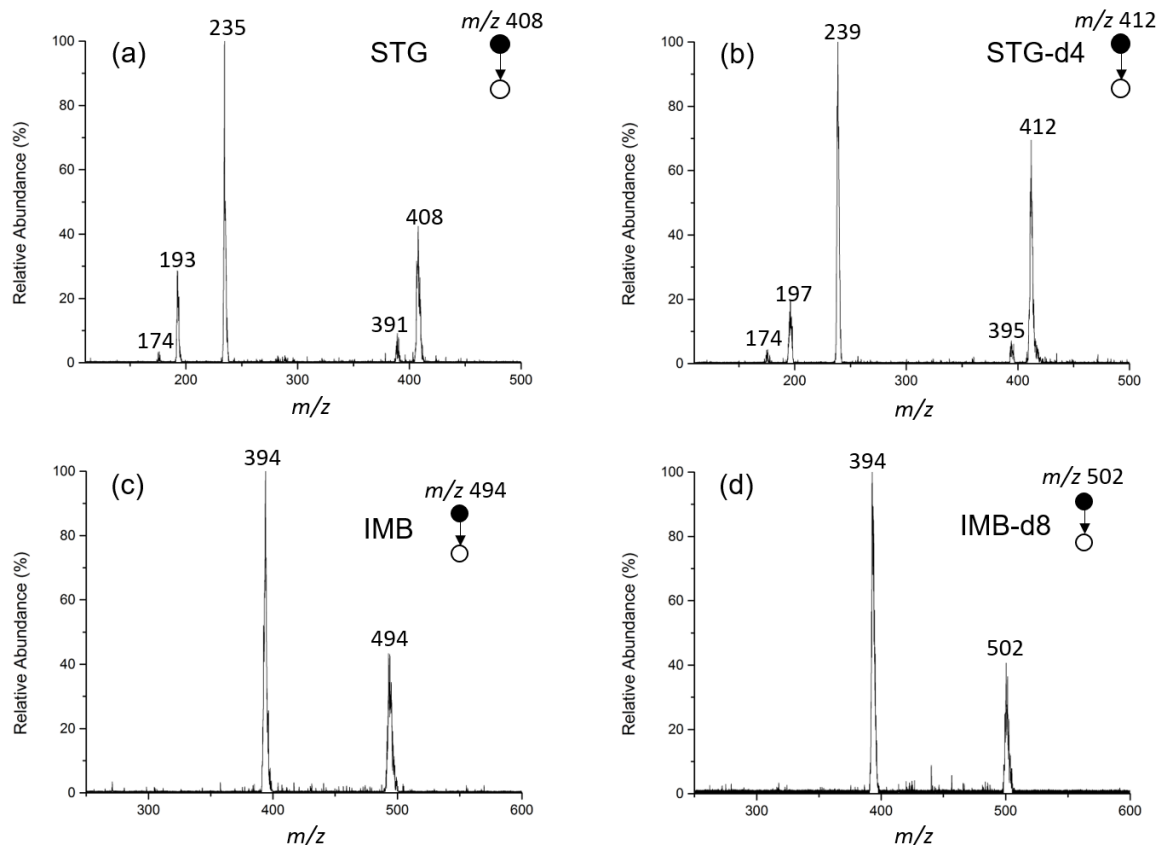 (a)
STG
m/z 408
235
193
174
391
408
100
80
60
40
20
0
200
300
400
500
Relative Abundance (%)
m/z
(b)
STG-d4
m/z 412
239
412
197
174
395
100
80
60
40
20
0
200
300
400
500
Relative Abundance (%)
m/z
(c)
IMB
m/z 494
394
494
100
80
60
40
20
0
300
400
500
600
Relative Abundance (%)
m/z
(d)
IMB-d8
m/z 502
394
502
100
80
60
40
20
0
300
400
500
600
Relative Abundance (%)
m/z